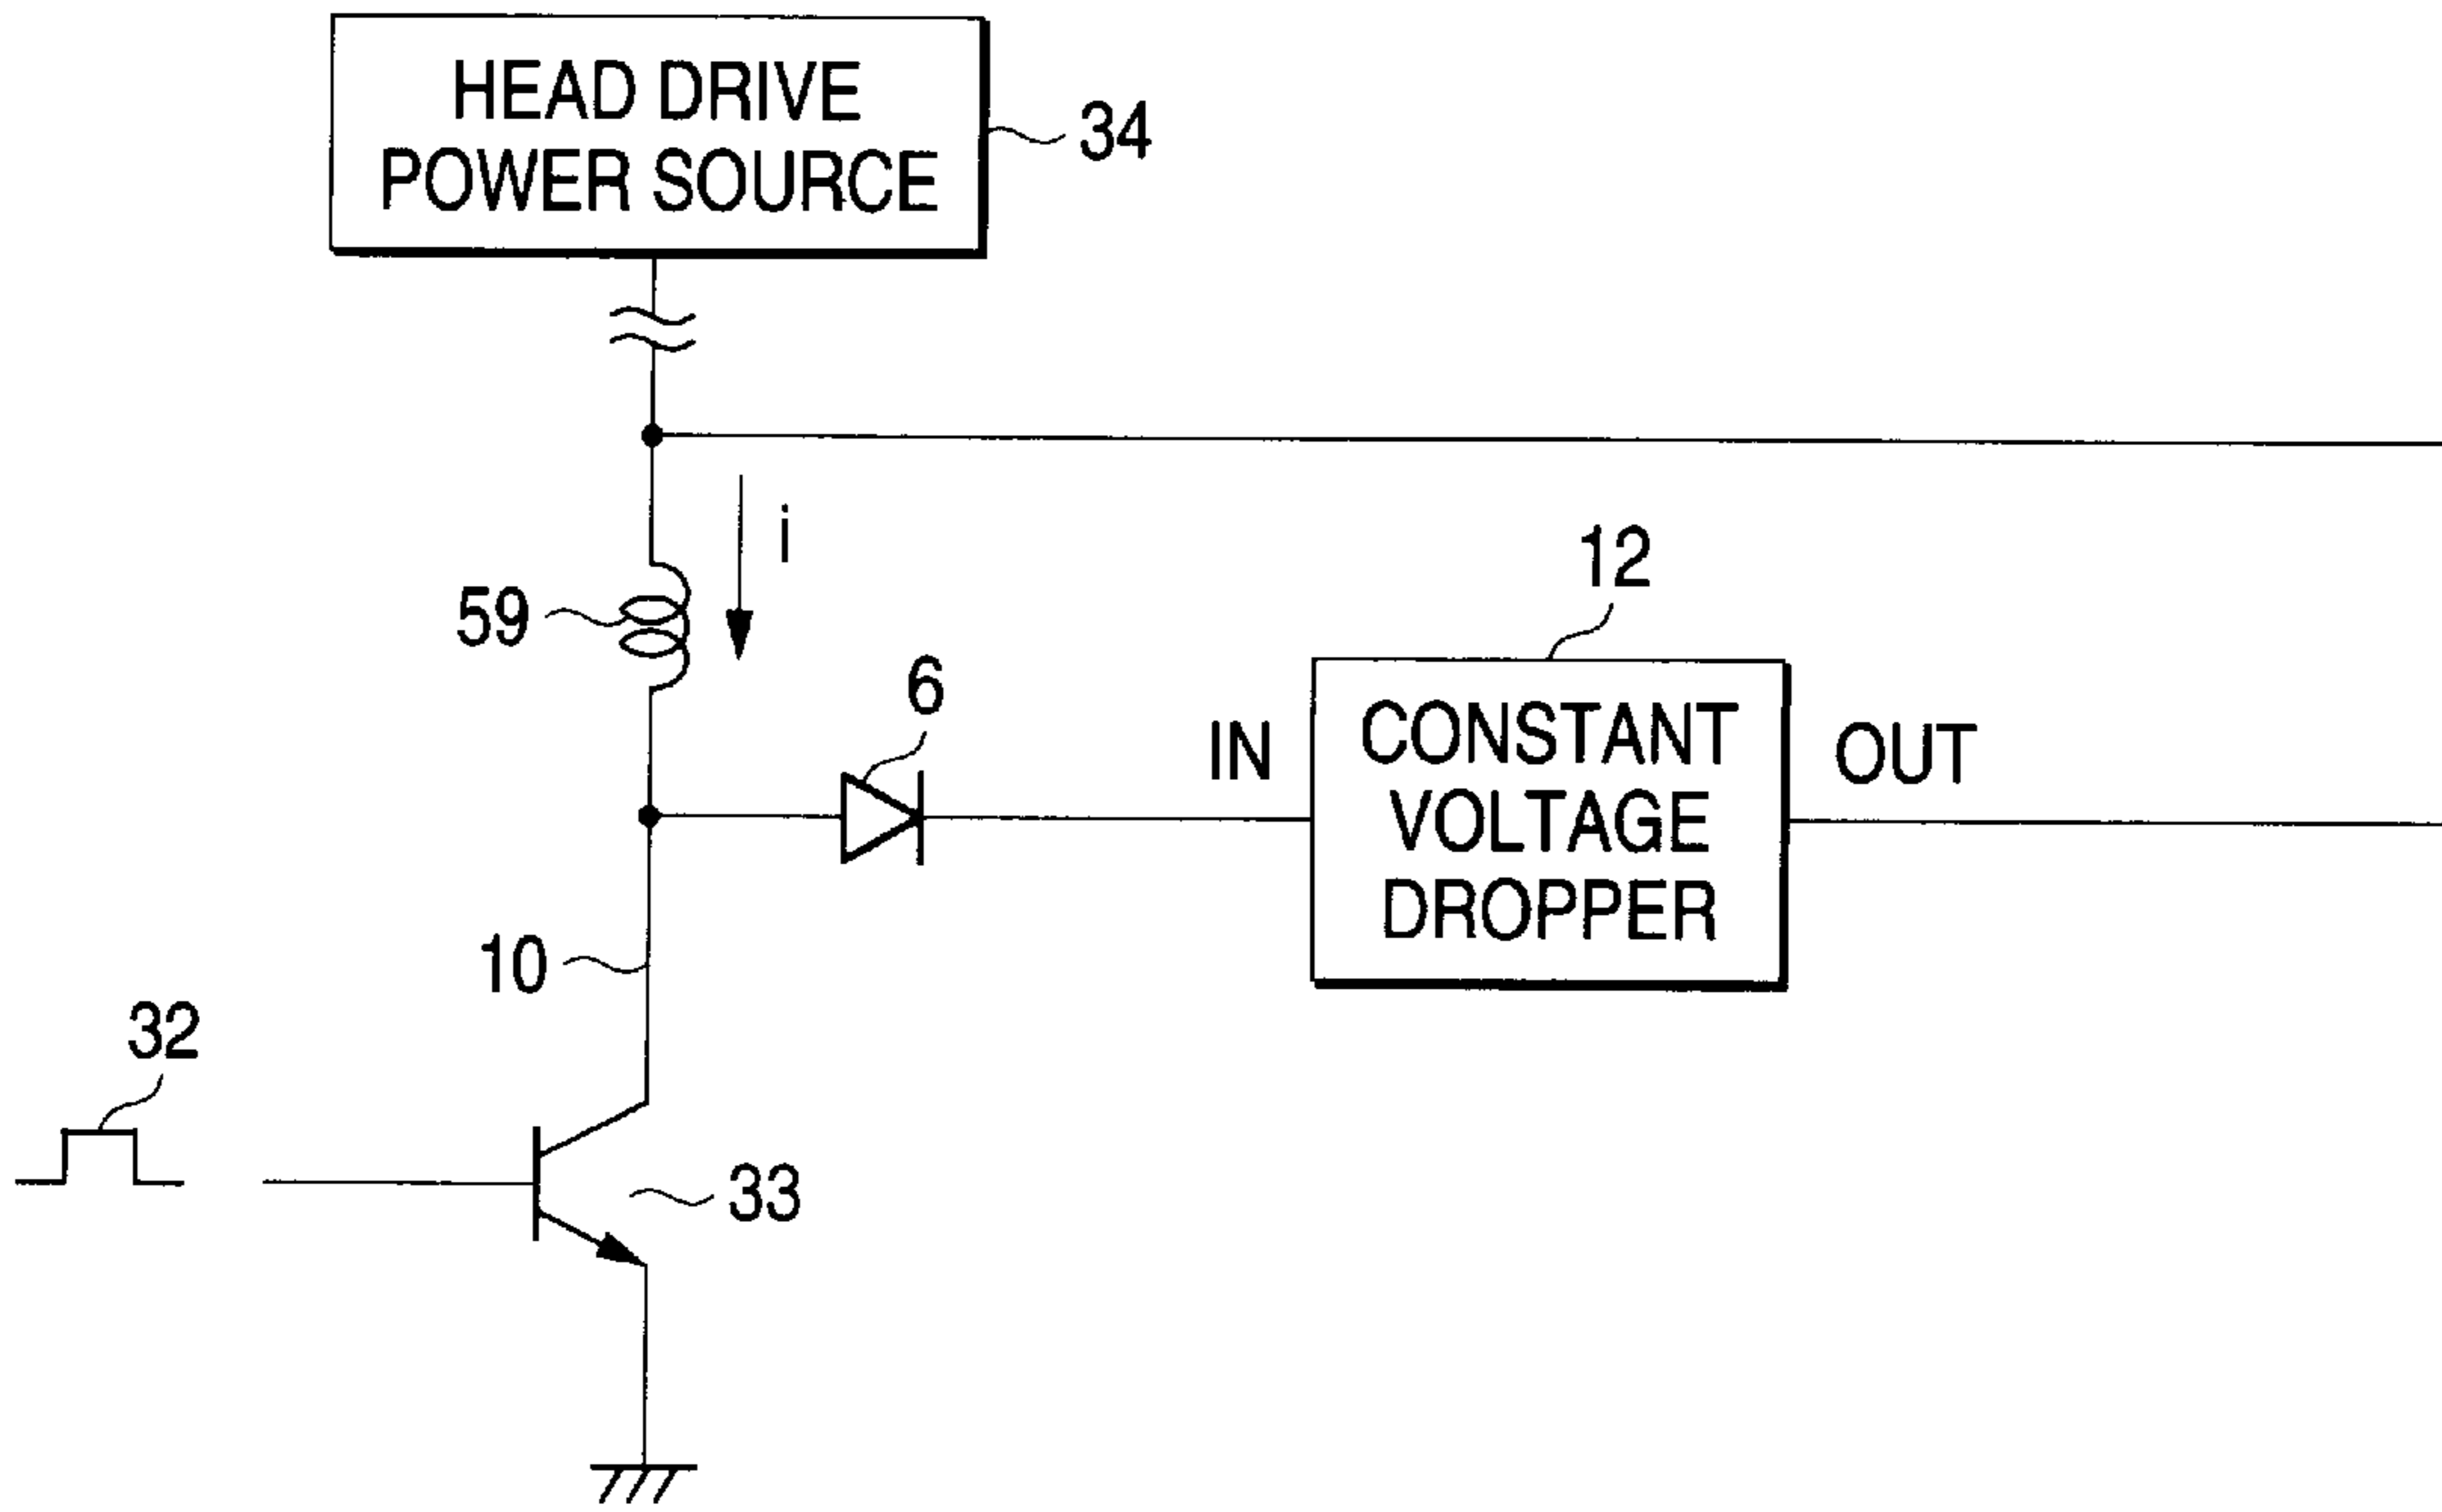 HEAD DRIVE
POWER SOURCE
34
i
12
59
6
IN
CONSTANT
VOLTAGE
DROPPER
OUT
10
32
33